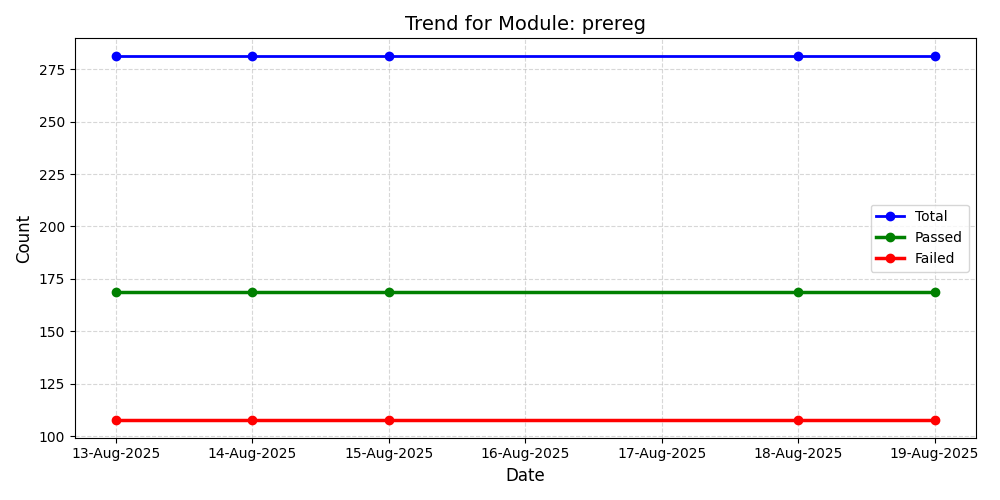 Trend for Module: prereg
275
250
225
200
175
150
125
100
Count
Total
Passed
Failed
13-Aug-2025 14-Aug-2025 15-Aug-2025 16-Aug-2025 17-Aug-2025 18-Aug-2025 19-Aug-2025
Date